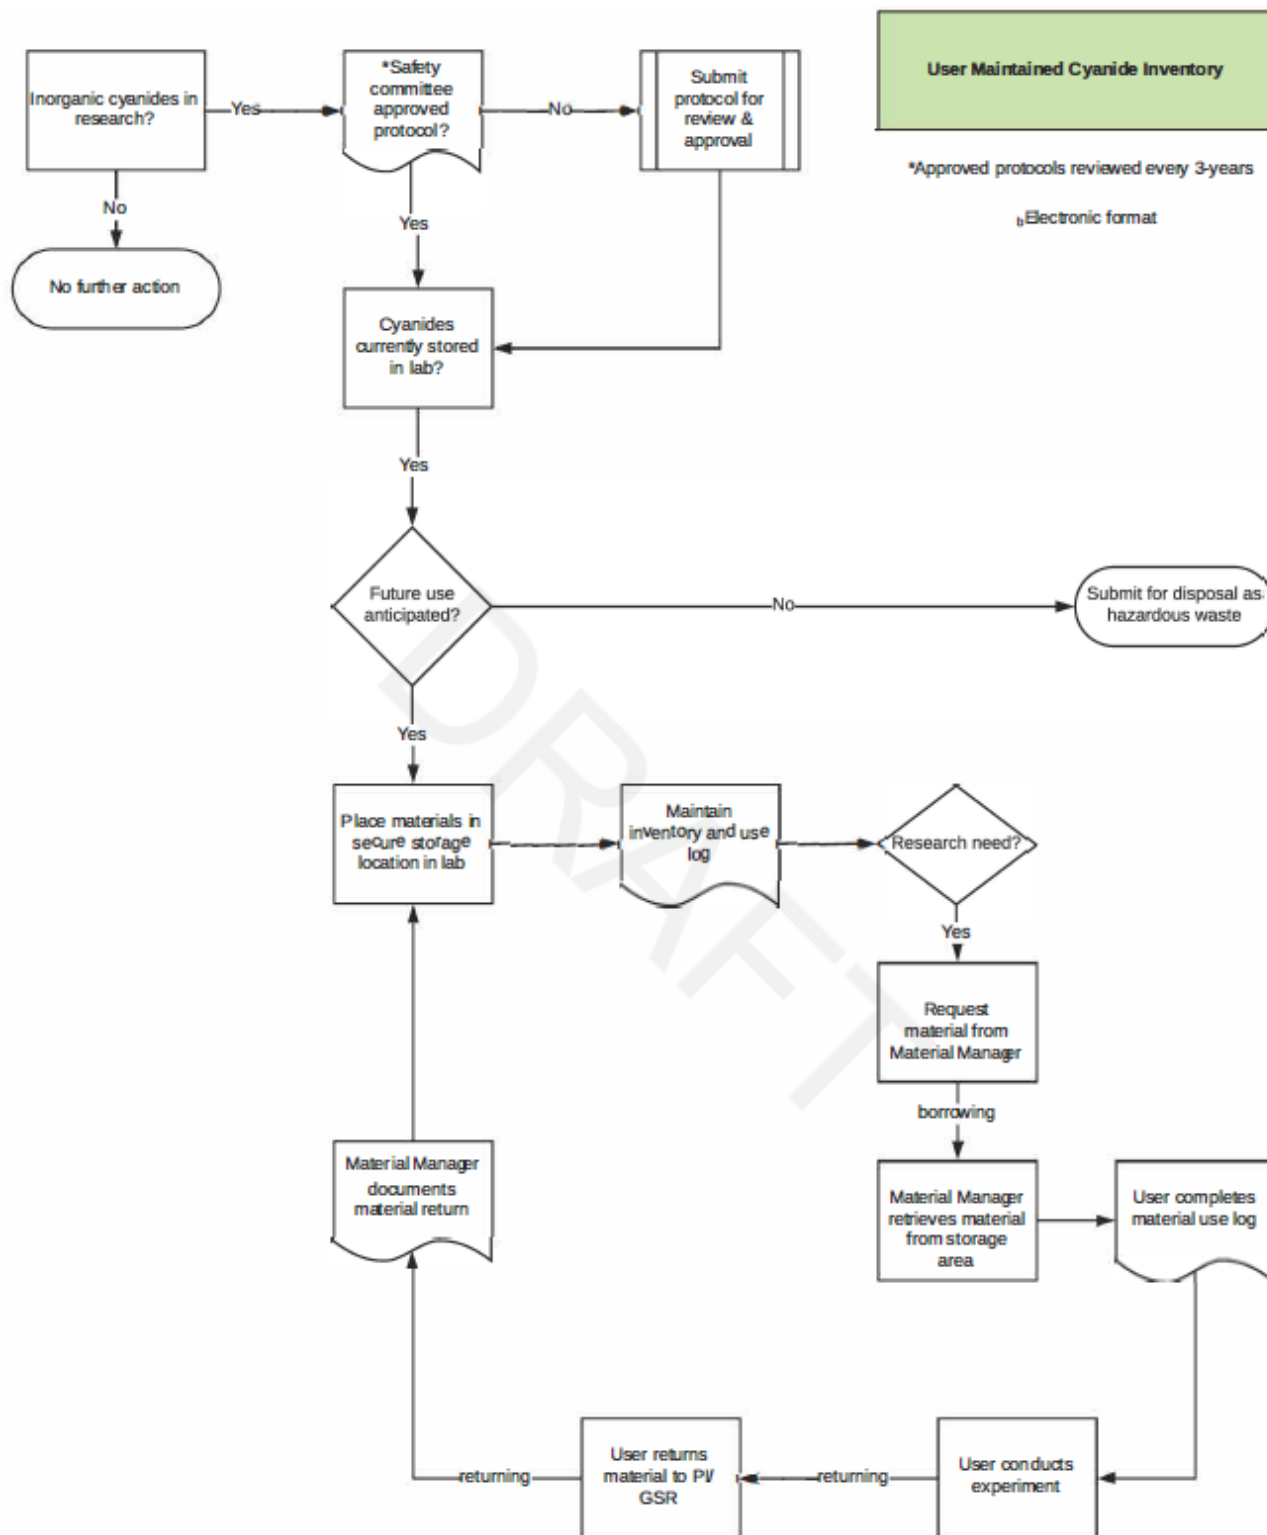 Inorganic cyanides in
research?
Yes
*Safety
committee
approved
protocol?
No
Submit
protocol for
review &
approval
User Maintained Cyanide Inventory
*Approved protocols reviewed every 3-years
bElectronic format
No
No further action
Yes
Cyanides
currently stored
in lab?
Yes
Future use
anticipated?
No
Submit for disposal as
hazardous waste
Yes
Place materials in
secure storage
location in lab
Maintain
inventory and use
log
Research need?
Yes
Request
material from
Material Manager
borrowing
Material Manager
documents
material return
Material Manager
retrieves material
from storage
area
User completes
material use log
returning
User returns
material to PI/
GSR
returning
User conducts
experiment
DRAFT